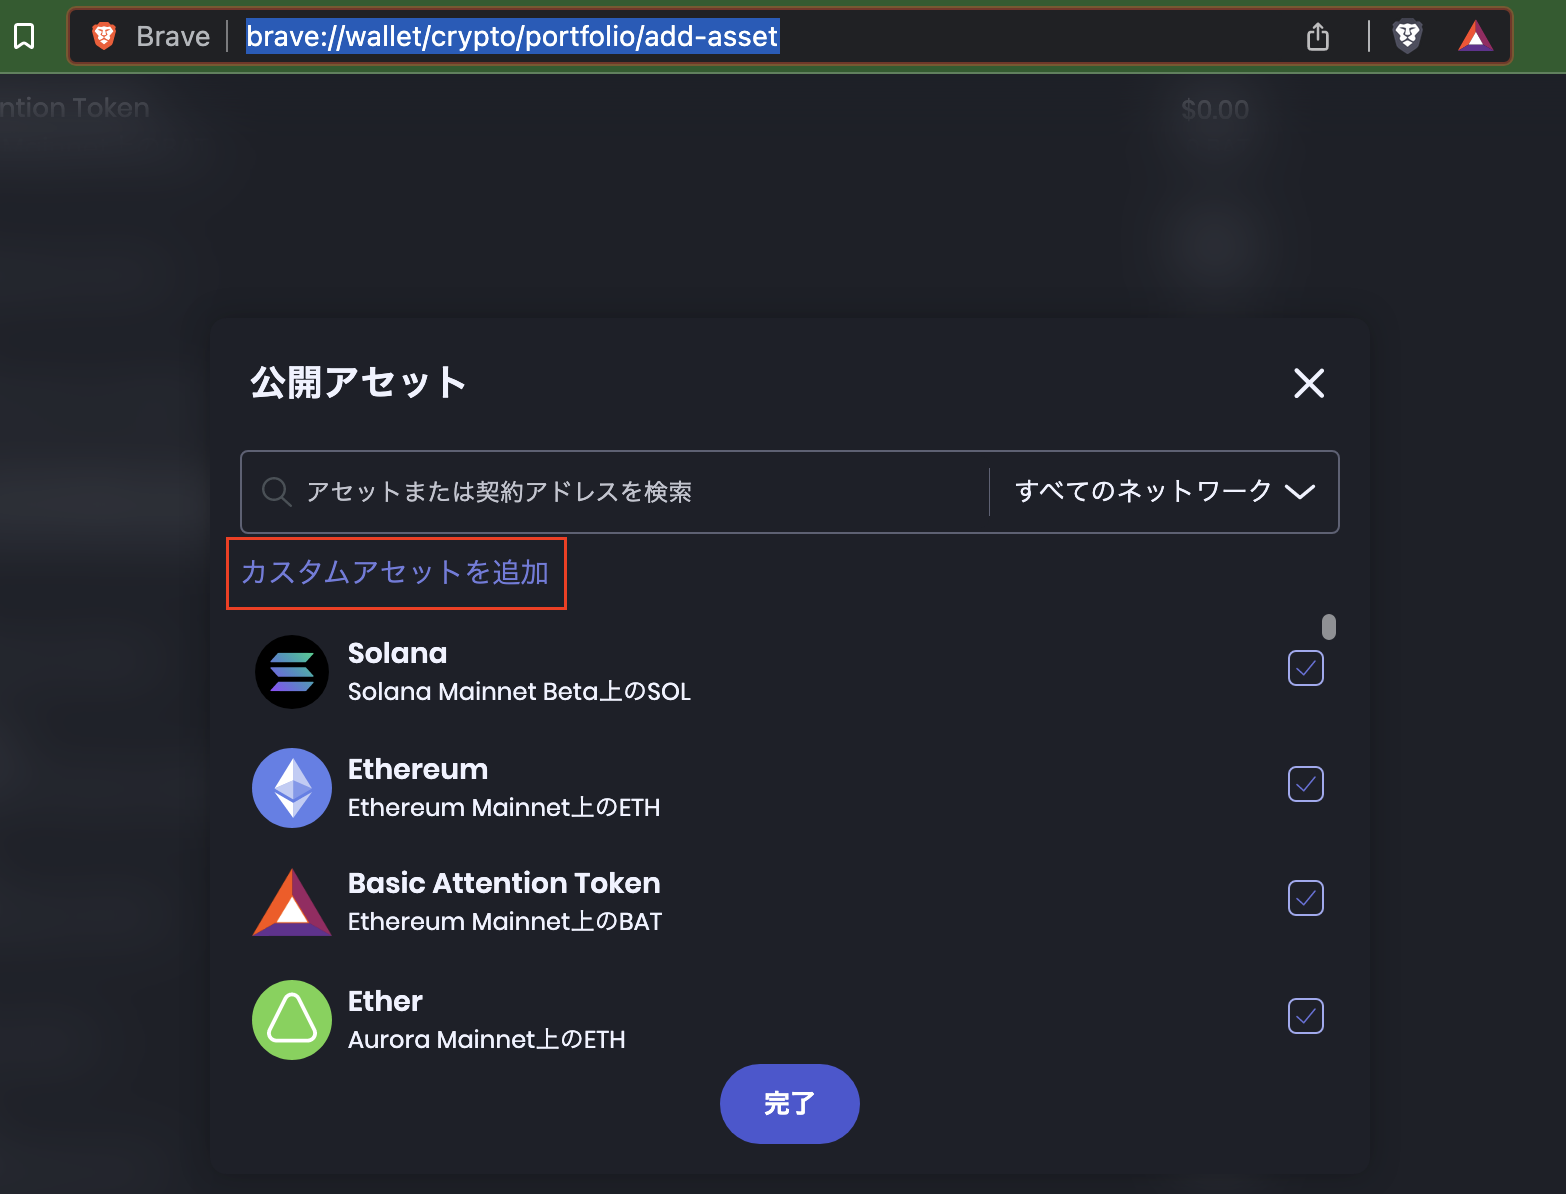 Brave
brave://wallet/crypto/portfolio/add-asset
ntion Token
$0.00
公開アセット
アセットまたは契約アドレスを検索
すべてのネットワーク
カスタムアセットを追加
Solana
Solana Mainnet Beta上のSOL
Ethereum
Ethereum Mainnet上のETH
Basic Attention Token
Ethereum Mainnet上のBAT
Ether
Aurora Mainnet上のETH
完了